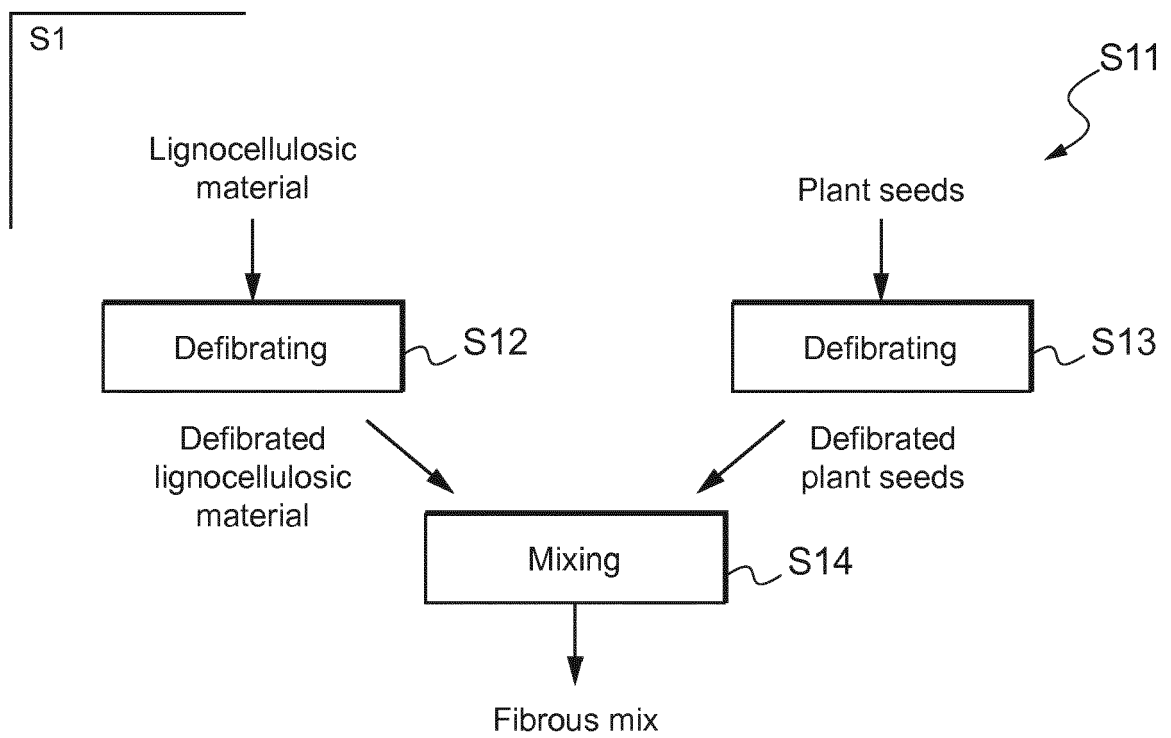 S1
S11
Lignocellulosic
material
Plant seeds
Defibrating
S12
Defibrating
S13
Defibrated
lignocellulosic
material
Defibrated
plant seeds
Mixing
S14
Fibrous mix